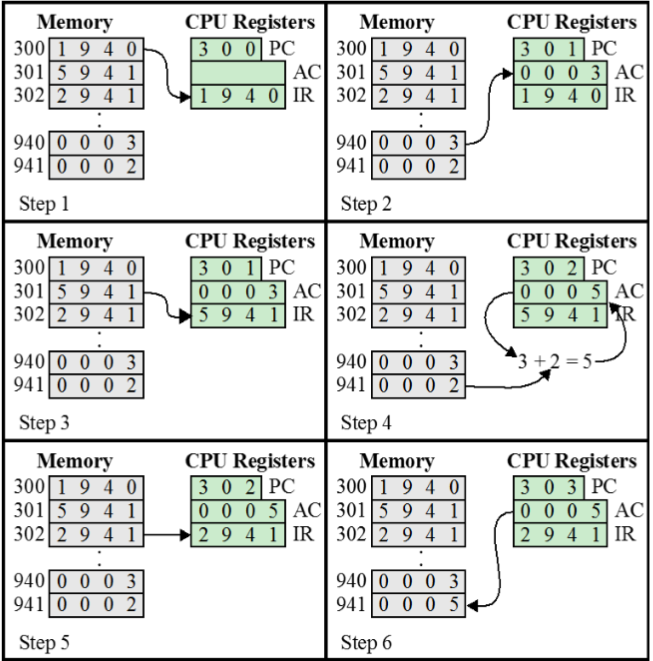 Memory CPU Registers
300 1 9 4 0 3 0 0 PC
301 5 9 4 1 AC
302 2 9 4 1 1 9 4 0 IR
.
.
940 0 0 0 3
941 0 0 0 2
Step 1
Memory CPU Registers
300 1 9 4 0 3 0 1 PC
301 5 9 4 1 0 0 0 3 AC
302 2 9 4 1 1 9 4 0 IR
.
.
940 0 0 0 3
941 0 0 0 2
Step 2
Memory CPU Registers
300 1 9 4 0 3 0 1 PC
301 5 9 4 1 0 0 0 3 AC
302 2 9 4 1 5 9 4 1 IR
.
.
940 0 0 0 3
941 0 0 0 2
Step 3
Memory CPU Registers
300 1 9 4 0 3 0 2 PC
301 5 9 4 1 0 0 0 5 AC
302 2 9 4 1 5 9 4 1 IR
.
.
940 0 0 0 3 3 + 2 = 5
941 0 0 0 2
Step 4
Memory CPU Registers
300 1 9 4 0 3 0 2 PC
301 5 9 4 1 0 0 0 5 AC
302 2 9 4 1 2 9 4 1 IR
.
.
940 0 0 0 3
941 0 0 0 2
Step 5
Memory CPU Registers
300 1 9 4 0 3 0 3 PC
301 5 9 4 1 0 0 0 5 AC
302 2 9 4 1 2 9 4 1 IR
.
.
940 0 0 0 3
941 0 0 0 5
Step 6